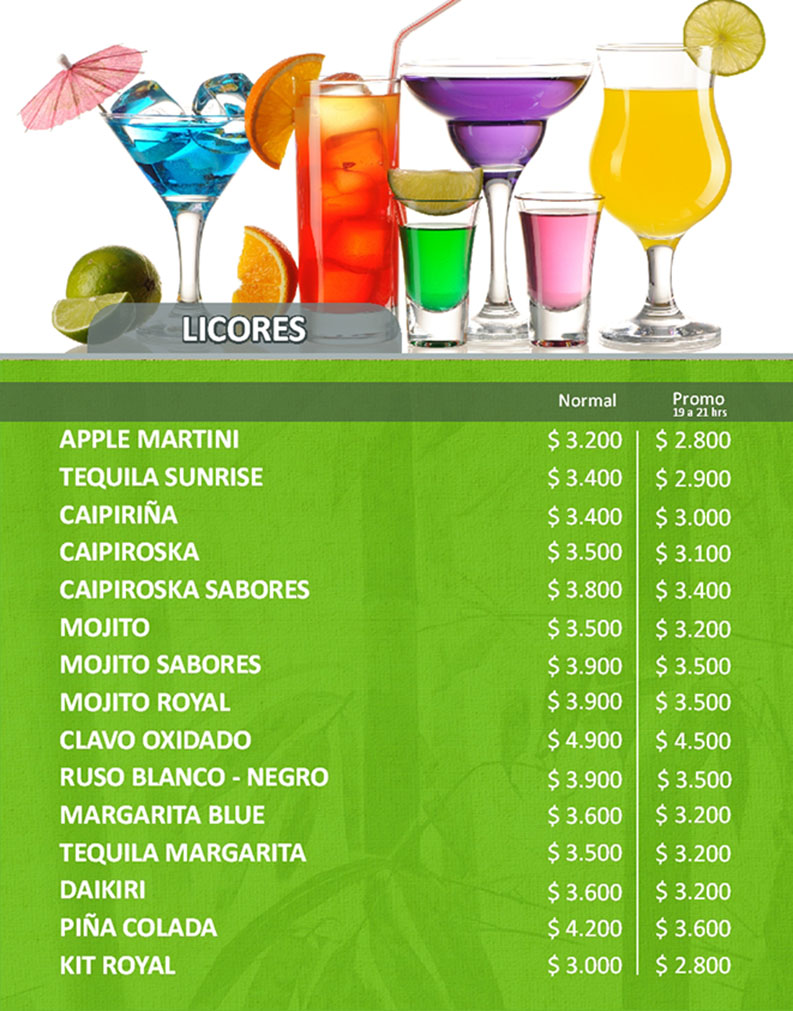 LICORES
Normal Promo
19 a 21 hrs
APPLE MARTINI $ 3.200 $ 2.800
TEQUILA SUNRISE $ 3.400 $ 2.900
CAIPIRIÑA $ 3.400 $ 3.000
CAIPIROSKA $ 3.500 $ 3.100
CAIPIROSKA SABORES $ 3.800 $ 3.400
MOJITO $ 3.500 $ 3.200
MOJITO SABORES $ 3.900 $ 3.500
MOJITO ROYAL $ 3.900 $ 3.500
CLAVO OXIDADO $ 4.900 $ 4.500
RUSO BLANCO - NEGRO $ 3.900 $ 3.500
MARGARITA BLUE $ 3.600 $ 3.200
TEQUILA MARGARITA $ 3.500 $ 3.200
DAIKIRI $ 3.600 $ 3.200
PIÑA COLADA $ 4.200 $ 3.600
KIT ROYAL $ 3.000 $ 2.800